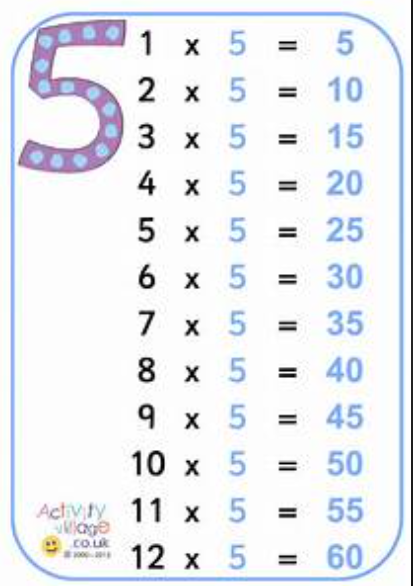 5
1 x 5 = 5
2 x 5 = 10
3 x 5 = 15
4 x 5 = 20
5 x 5 = 25
6 x 5 = 30
7 x 5 = 35
8 x 5 = 40
9 x 5 = 45
10 x 5 = 50
11 x 5 = 55
12 x 5 = 60
Activity
village
.co.uk